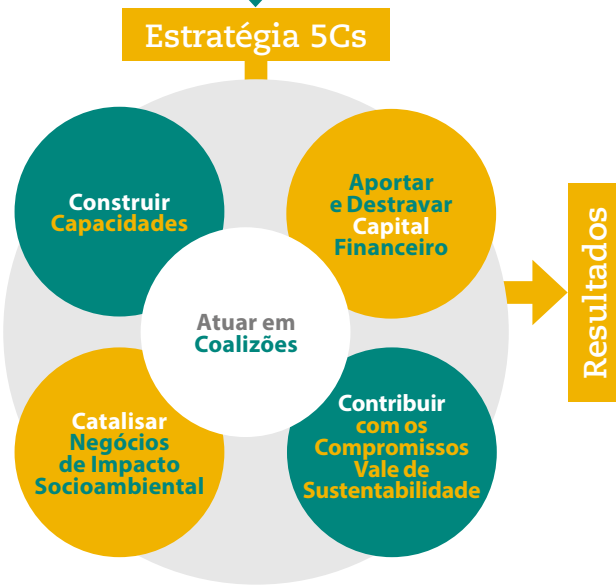 Estratégia 5Cs
Construir
Capacidades
Aportar
e Destravar
Capital
Financeiro
Atuar em
Coalizões
Catalisar
Negócios
de Impacto
Socioambiental
Contribuir
com os
Compromissos
Vale de
Sustentabilidade
Resultados